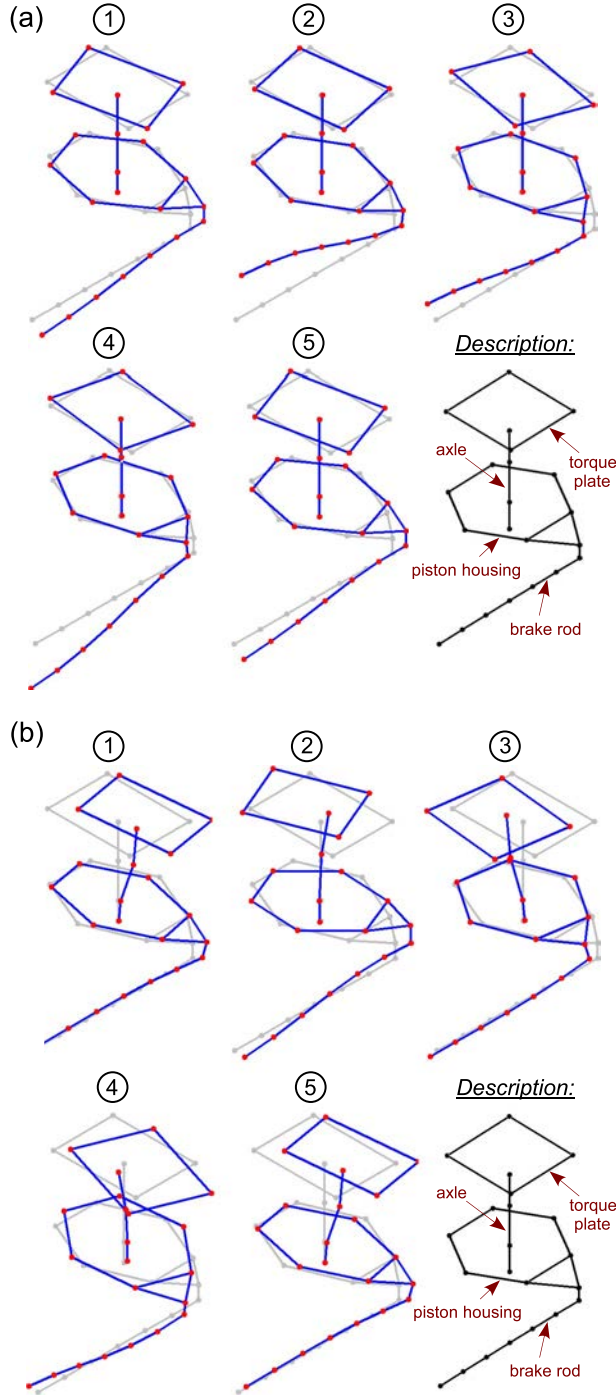 (a)
1
2
3
4
5
Description:
axle
torque
plate
piston housing
brake rod
(b)
1
2
3
4
5
Description:
axle
torque
plate
piston housing
brake rod